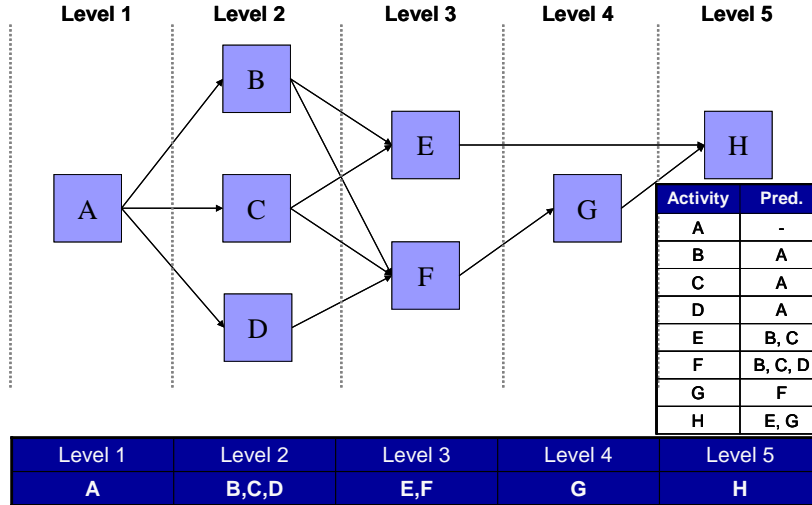 Level 1 Level 2 Level 3 Level 4 Level 5
B
E
H
A
C
G
F
D
Activity Pred.
A -
B A
C A
D A
E B, C
F B, C, D
G F
H E, G
Level 1 Level 2 Level 3 Level 4 Level 5
A B,C,D E,F G H